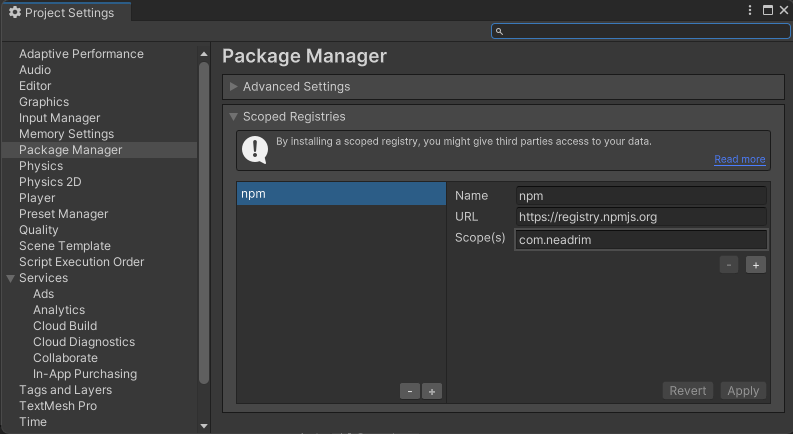 Project Settings
Adaptive Performance
Audio
Editor
Graphics
Input Manager
Memory Settings
Package Manager
Physics
Physics 2D
Player
Preset Manager
Quality
Scene Template
Script Execution Order
Services
Ads
Analytics
Cloud Build
Cloud Diagnostics
Collaborate
In-App Purchasing
Tags and Layers
TextMesh Pro
Time
Package Manager
Advanced Settings
Scoped Registries
By installing a scoped registry, you might give third parties access to your data.
Read more
npm
Name npm
URL https://registry.npmjs.org
Scope(s) com.neadrim
- +
- +
Revert Apply